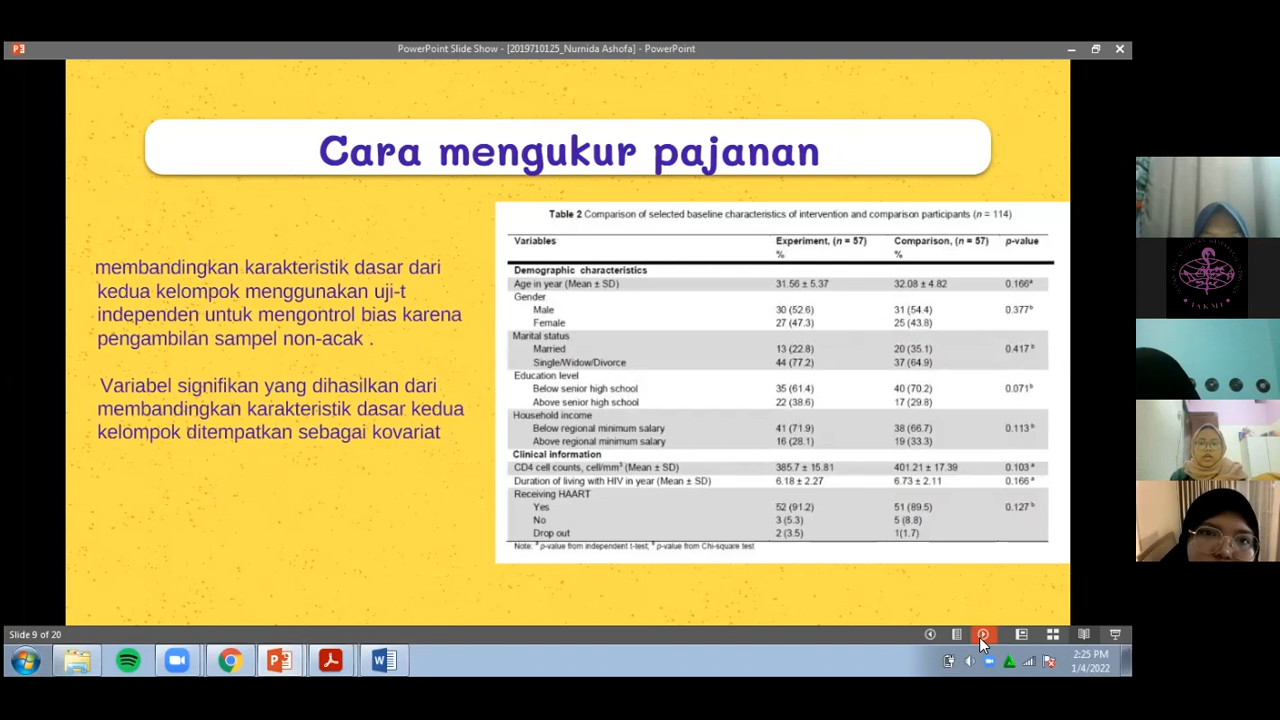 PowerPoint Slide Show - [2019710125_Nurnida Ashofa] - PowerPoint
Cara mengukur pajanan
membandingkan karakteristik dasar dari
kedua kelompok menggunakan uji-t
independen untuk mengontrol bias karena
pengambilan sampel non-acak .
Variabel signifikan yang dihasilkan dari
membandingkan karakteristik dasar kedua
kelompok ditempatkan sebagai kovariat
Table 2 Comparison of selected baseline characteristics of intervention and comparison participants (n = 114)
Variables Experiment, (n = 57) Comparison, (n = 57) p-value
% %
Demographic characteristics
Age in year (Mean ± SD) 31.56 ± 5.37 32.08 ± 4.82 0.166ª
Gender
Male 30 (52.6) 31 (54.4) 0.377ᵇ
Female 27 (47.3) 25 (43.8)
Marital status
Married 13 (22.8) 20 (35.1) 0.417 ᵇ
Single/Widow/Divorce 44 (77.2) 37 (64.9)
Education level
Below senior high school 35 (61.4) 40 (70.2) 0.071ᵇ
Above senior high school 22 (38.6) 17 (29.8)
Household income
Below regional minimum salary 41 (71.9) 38 (66.7) 0.113 ᵇ
Above regional minimum salary 16 (28.1) 19 (33.3)
Clinical information
CD4 cell counts, cell/mm³ (Mean ± SD) 385.7 ± 15.81 401.21 ± 17.39 0.103 ª
Duration of living with HIV in year (Mean ± SD) 6.18 ± 2.27 6.73 ± 2.11 0.166 ª
Receiving HAART
Yes 52 (91.2) 51 (89.5) 0.127 ᵇ
No 3 (5.3) 5 (8.8)
Drop out 2 (3.5) 1(1.7)
Note: ª p-value from independent t-test; ᵇ p-value from Chi-square test
Slide 9 of 20
2:25 PM
1/4/2022